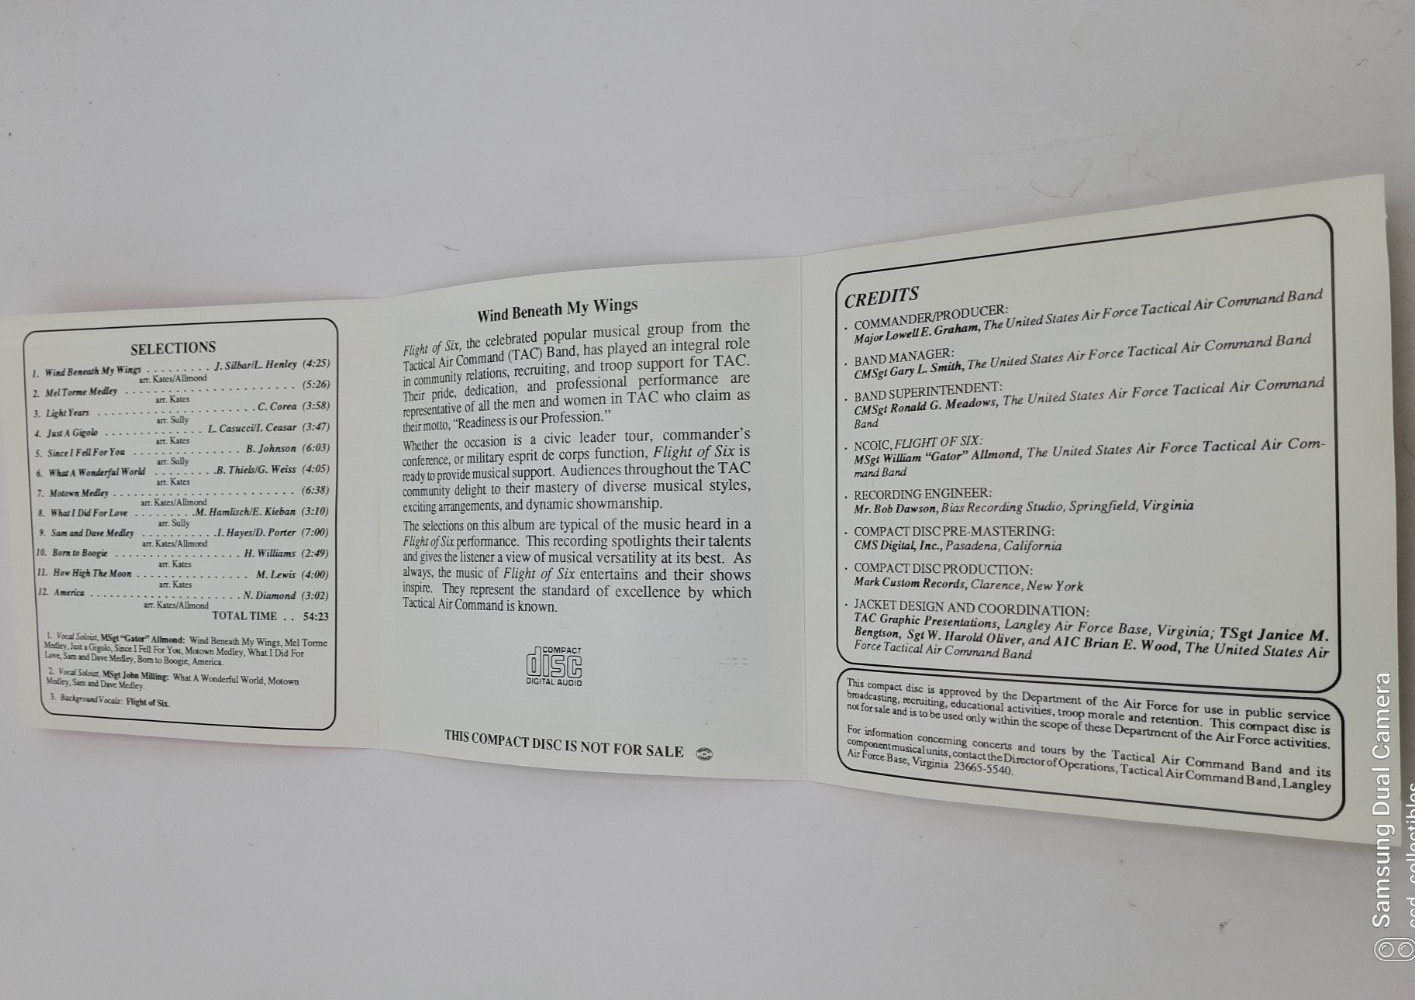 SELECTIONS
1. Wind Beneath My Wings . . . . . . . . . J. Silbar/L. Henley (4:25)
arr. Kates/Allmond
2. Mel Torme Medley . . . . . . . . . . . . . . . . . . . . . . . . (5:26)
arr. Kates
3. Light Years . . . . . . . . . . . . . . . . . . . . . . . . C. Corea (3:58)
arr. Sully
4. Just A Gigolo . . . . . . . . . . . . . . L. Casucci/I. Ceasar (3:47)
arr. Kates
5. Since I Fell For You . . . . . . . . . . . . . . . . . B. Johnson (6:03)
arr. Sully
6. What A Wonderful World . . . . . . . . .B. Thiels/G. Weiss (4:05)
arr. Kates
7. Motown Medley . . . . . . . . . . . . . . . . . . . . . . . . . . (6:38)
arr. Kates/Allmond
8. What I Did For Love . . . . . . . . .M. Hamlisch/E. Kieban (3:10)
arr. Sully
9. Sam and Dave Medley . . . . . . . . . . . .I. Hayes/D. Porter (7:00)
arr. Kates/Allmond
10. Born to Boogie . . . . . . . . . . . . . . . . . . . H. Williams (2:49)
arr. Kates
11. How High The Moon . . . . . . . . . . . . . . . . M. Lewis (4:00)
arr. Kates
12. America . . . . . . . . . . . . . . . . . . . . . . . . N. Diamond (3:02)
arr. Kates/Allmond
TOTAL TIME . . 54:23
1. Vocal Soloist, MSgt "Gator" Allmond: Wind Beneath My Wings, Mel Torme
Medley, Just a Gigolo, Since I Fell For You, Motown Medley, What I Did For
Love, Sam and Dave Medley, Born to Boogie, America.
2. Vocal Soloist, MSgt John Milling: What A Wonderful World, Motown
Medley, Sam and Dave Medley.
3. Background Vocals: Flight of Six.
Wind Beneath My Wings
Flight of Six, the celebrated popular musical group from the
Tactical Air Command (TAC) Band, has played an integral role
in community relations, recruiting, and troop support for TAC.
Their pride, dedication, and professional performance are
representative of all the men and women in TAC who claim as
their motto, "Readiness is our Profession."
Whether the occasion is a civic leader tour, commander's
conference, or military esprit de corps function, Flight of Six is
ready to provide musical support. Audiences throughout the TAC
community delight to their mastery of diverse musical styles,
exciting arrangements, and dynamic showmanship.
The selections on this album are typical of the music heard in a
Flight of Six performance. This recording spotlights their talents
and gives the listener a view of musical versatility at its best. As
always, the music of Flight of Six entertains and their shows
inspire. They represent the standard of excellence by which
Tactical Air Command is known.
COMPACT
disc
DIGITAL AUDIO
THIS COMPACT DISC IS NOT FOR SALE
CREDITS
· COMMANDER/PRODUCER:
Major Lowell E. Graham, The United States Air Force Tactical Air Command Band
· BAND MANAGER:
CMSgt Gary L. Smith, The United States Air Force Tactical Air Command Band
· BAND SUPERINTENDENT:
CMSgt Ronald G. Meadows, The United States Air Force Tactical Air Command
Band
· NCOIC, FLIGHT OF SIX:
MSgt William "Gator" Allmond, The United States Air Force Tactical Air Com-
mand Band
· RECORDING ENGINEER:
Mr. Bob Dawson, Bias Recording Studio, Springfield, Virginia
· COMPACT DISC PRE-MASTERING:
CMS Digital, Inc., Pasadena, California
· COMPACT DISC PRODUCTION:
Mark Custom Records, Clarence, New York
· JACKET DESIGN AND COORDINATION:
TAC Graphic Presentations, Langley Air Force Base, Virginia; TSgt Janice M.
Bengtson, Sgt W. Harold Oliver, and A1C Brian E. Wood, The United States Air
Force Tactical Air Command Band
This compact disc is approved by the Department of the Air Force for use in public service
broadcasting, recruiting, educational activities, troop morale and retention. This compact disc is
not for sale and is to be used only within the scope of these Department of the Air Force activities.
For information concerning concerts and tours by the Tactical Air Command Band and its
component musical units, contact the Director of Operations, Tactical Air Command Band, Langley
Air Force Base, Virginia 23665-5540.
Samsung Dual Camera